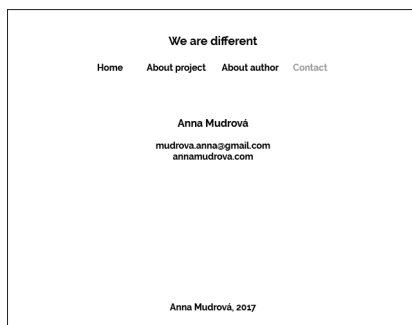 We are different
Home About project About author Contact
Anna Mudrová
mudrova.anna@gmail.com
annamudrova.com
Anna Mudrová, 2017